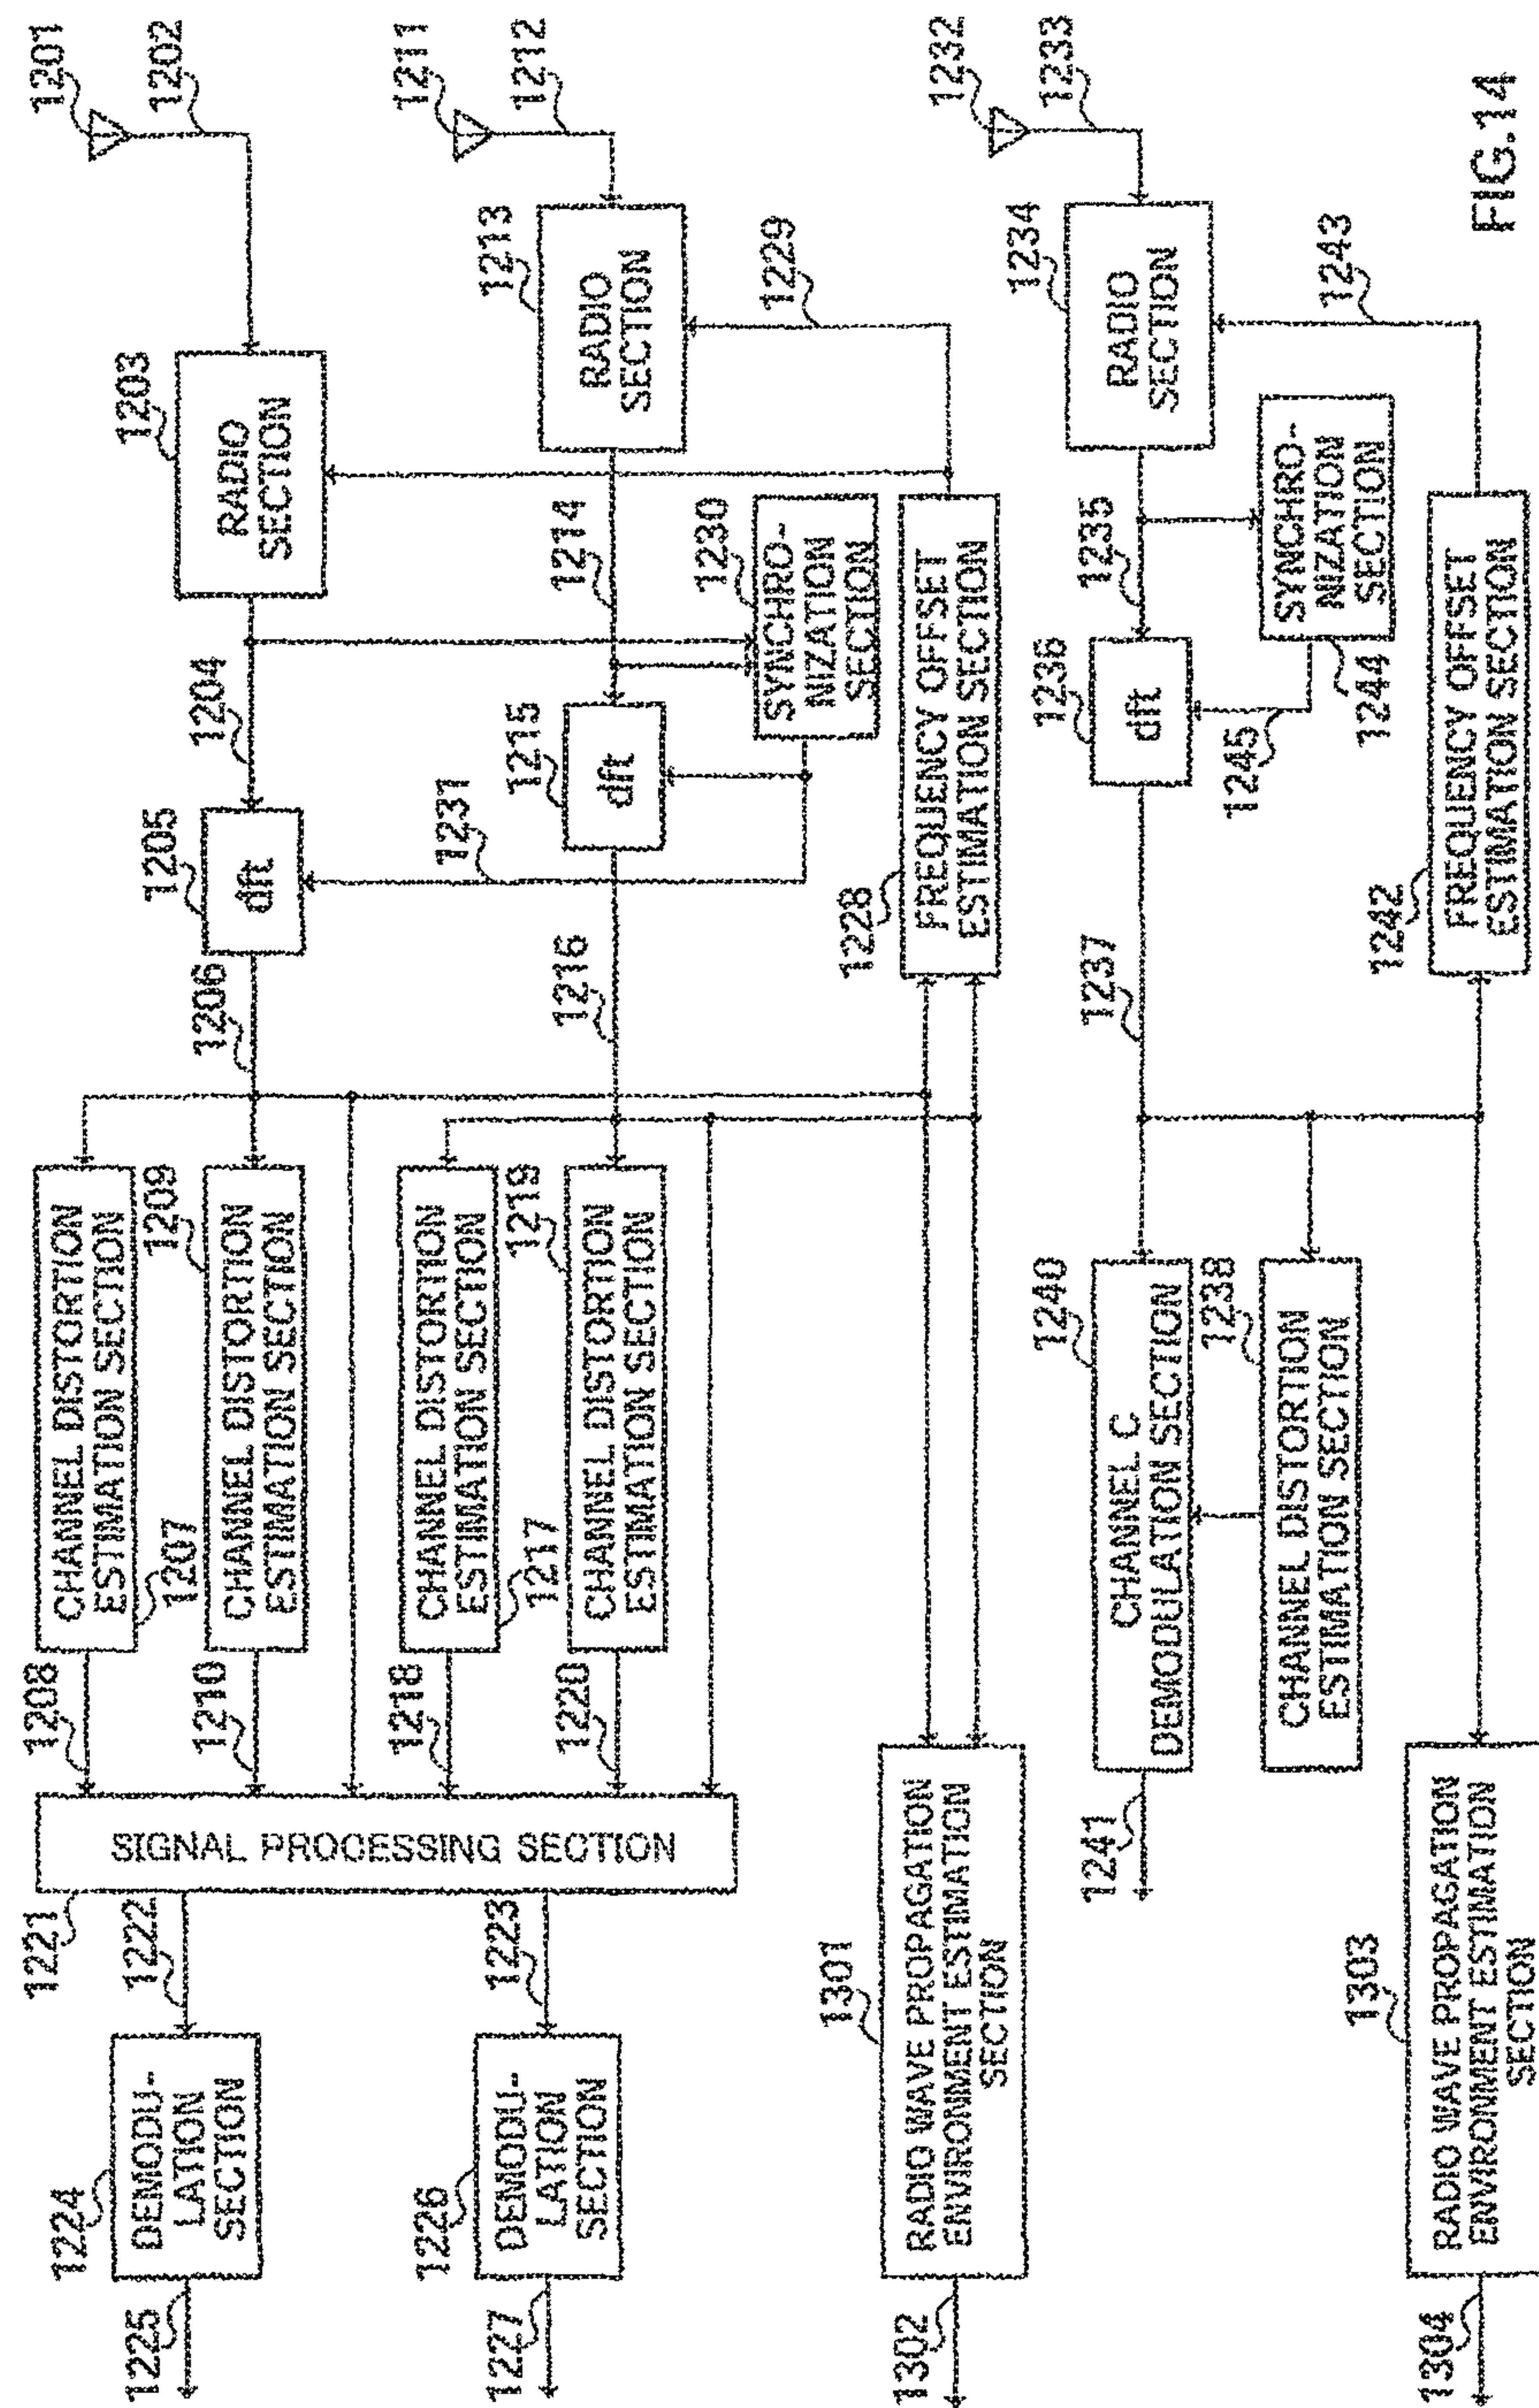 1201
1202
1203
RADIO
SECTION
1204
1205
dft
1206
CHANNEL DISTORTION
ESTIMATION SECTION
1207
1208
1209
CHANNEL DISTORTION
ESTIMATION SECTION
1210
1211
1212
1213
RADIO
SECTION
1214
1215
dft
1216
CHANNEL DISTORTION
ESTIMATION SECTION
1217
1218
1219
CHANNEL DISTORTION
ESTIMATION SECTION
1220
1221
SIGNAL PROCESSING SECTION
1222
1223
1224
DEMODU-
LATION
SECTION
1225
1226
DEMODU-
LATION
SECTION
1227
1228
FREQUENCY OFFSET
ESTIMATION SECTION
1229
1230
SYNCHRO-
NIZATION
SECTION
1231
1301
RADIO WAVE PROPAGATION
ENVIRONMENT ESTIMATION
SECTION
1302
1232
1233
1234
RADIO
SECTION
1235
1236
dft
1237
1238
CHANNEL DISTORTION
ESTIMATION SECTION
1240
CHANNEL C
DEMODULATION SECTION
1241
1242
FREQUENCY OFFSET
ESTIMATION SECTION
1243
1244
SYNCHRO-
NIZATION
SECTION
1245
1303
RADIO WAVE PROPAGATION
ENVIRONMENT ESTIMATION
SECTION
1304
FIG.14